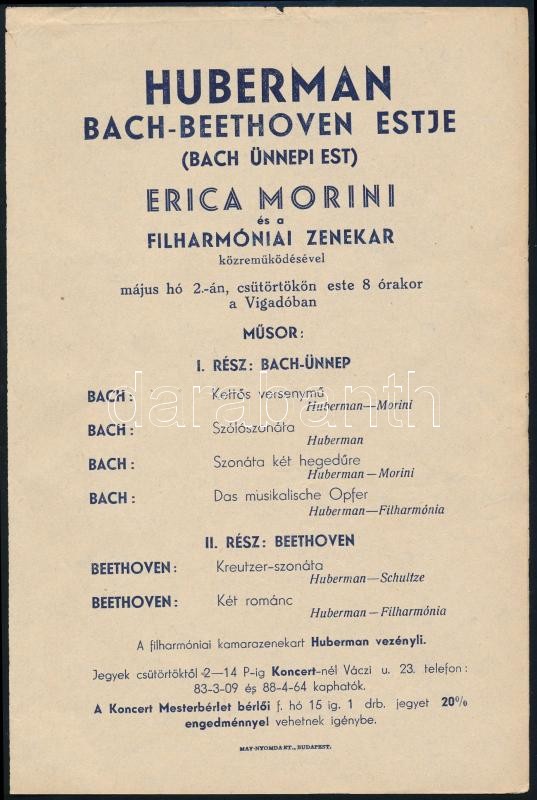 HUBERMAN
BACH-BEETHOVEN ESTJE
(BACH ÜNNEPI EST)
ERICA MORINI
és a
FILHARMÓNIAI ZENEKAR
közreműködésével
május hó 2.-án, csütörtökön este 8 órakor
a Vigadóban
MŰSOR:
I. RÉSZ: BACH-ÜNNEP
BACH: Kettős versenymű
Huberman—Morini
darabanth
BACH: Szólószonáta
Huberman
BACH: Szonáta két hegedűre
Huberman—Morini
BACH: Das musikalische Opfer
Huberman—Filharmónia
II. RÉSZ: BEETHOVEN
BEETHOVEN: Kreutzer-szonáta
Huberman—Schultze
BEETHOVEN: Két románc
Huberman—Filharmónia
A filharmóniai kamarazenekart Huberman vezényli.
Jegyek csütörtöktől 2—14 P-ig Koncert-nél Váczi u. 23. telefon:
83-3-09 és 88-4-64 kaphatók.
A Koncert Mesterbérlet bérlői f. hó 15 ig. 1 drb. jegyet 20%
engedménnyel vehetnek igénybe.
MAY-NYOMDA RT., BUDAPEST.